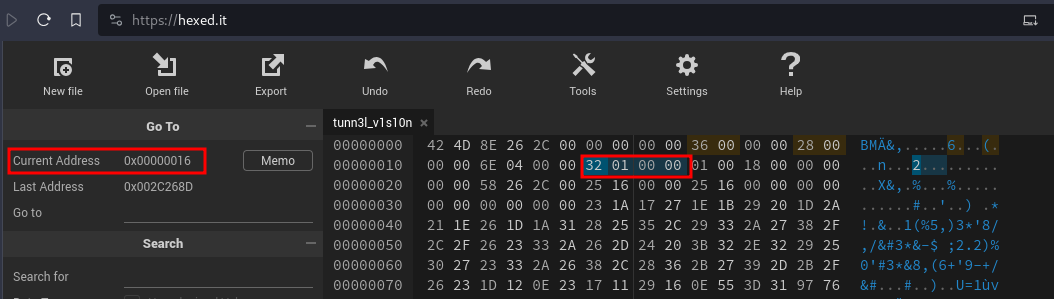 https://hexed.it
New file Open file Export Undo Redo Tools Settings Help
Go To
Current Address 0x00000016 Memo
Last Address 0x002C268D
Go to
Search
Search for
tunn3l_v1s10n ×
00000000 42 4D 8E 26 2C 00 00 00 00 00 36 00 00 00 28 00 BMÄ&,.....6...(.
00000010 00 00 6E 04 00 00 32 01 00 00 01 00 18 00 00 00 ..n...2.........
00000020 00 00 58 26 2C 00 25 16 00 00 25 16 00 00 00 00 ..X&,.%...%.....
00000030 00 00 00 00 00 00 23 1A 17 27 1E 1B 29 20 1D 2A ......#..'..) .*
00000040 21 1E 26 1D 1A 31 28 25 35 2C 29 33 2A 27 38 2F !.&..1(%5,)3*'8/
00000050 2C 2F 26 23 33 2A 26 2D 24 20 3B 32 2E 32 29 25 ,/&#3*&-$ ;2.2)%
00000060 30 27 23 33 2A 26 38 2C 28 36 2B 27 39 2D 2B 2F 0'#3*&8,(6+'9-+/
00000070 26 23 1D 12 0E 23 17 11 29 16 0E 55 3D 31 97 76 &#...#..)..U=1ùv